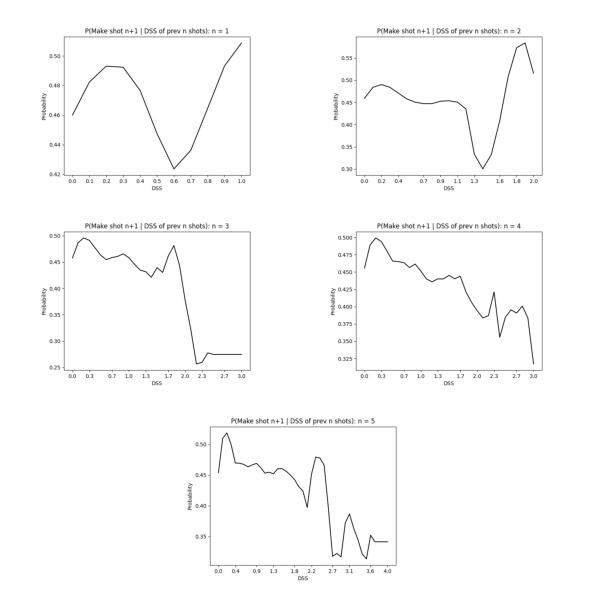 P(Make shot n+1 | DSS of prev n shots): n = 1
0.50
0.48
0.46
0.44
0.42
Probability
0.0 0.1 0.2 0.3 0.4 0.5 0.6 0.7 0.8 0.9 1.0
DSS
P(Make shot n+1 | DSS of prev n shots): n = 2
0.55
0.50
0.45
0.40
0.35
0.30
Probability
0.0 0.2 0.4 0.7 0.9 1.1 1.3 1.6 1.8 2.0
DSS
P(Make shot n+1 | DSS of prev n shots): n = 3
0.50
0.45
0.40
0.35
0.30
0.25
Probability
0.0 0.3 0.7 1.0 1.3 1.7 2.0 2.3 2.7 3.0
DSS
P(Make shot n+1 | DSS of prev n shots): n = 4
0.500
0.475
0.450
0.425
0.400
0.375
0.350
0.325
Probability
0.0 0.3 0.7 1.0 1.3 1.7 2.0 2.3 2.7 3.0
DSS
P(Make shot n+1 | DSS of prev n shots): n = 5
0.50
0.45
0.40
0.35
Probability
0.0 0.4 0.9 1.3 1.8 2.2 2.7 3.1 3.6 4.0
DSS